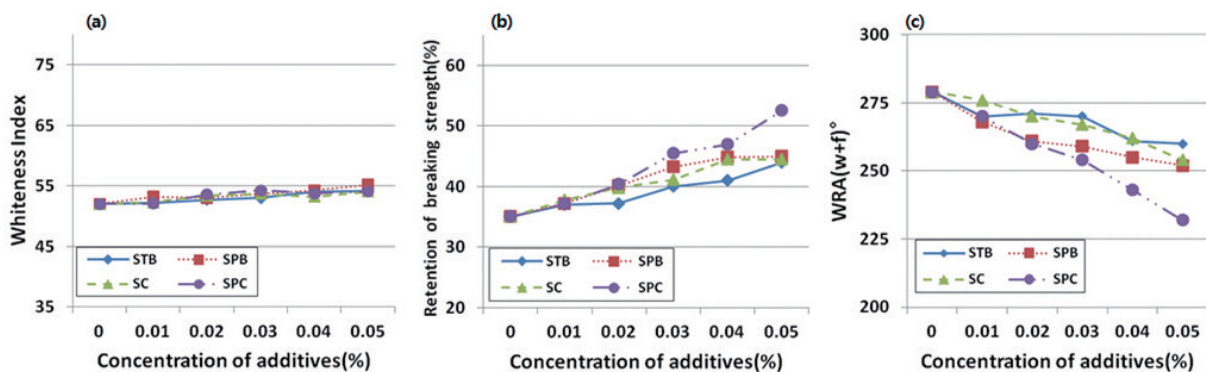 (a)
Whiteness Index
75
65
55
45
35
STB
SPB
SC
SPC
0 0.01 0.02 0.03 0.04 0.05
Concentration of additives(%)
(b)
Retention of breaking strength(%)
60
50
40
30
20
STB
SPB
SC
SPC
0 0.01 0.02 0.03 0.04 0.05
Concentration of additives(%)
(c)
WRA(w+f)°
300
275
250
225
200
STB
SPB
SC
SPC
0 0.01 0.02 0.03 0.04 0.05
Concentration of additives(%)